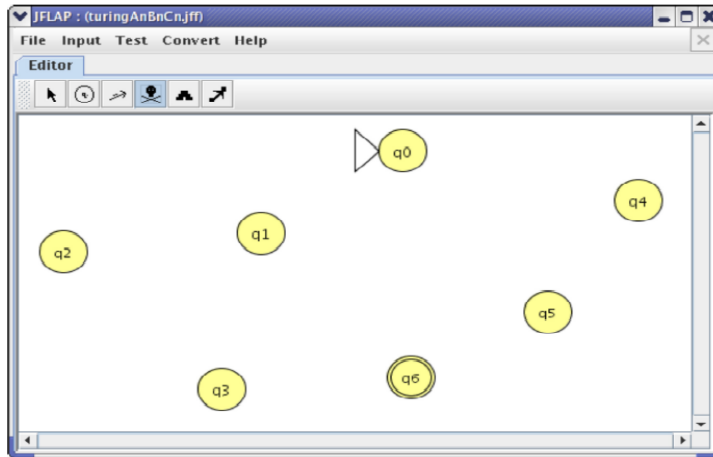 JFLAP : (turingAnBnCn.jff)
File Input Test Convert Help
Editor
q0
q4
q1
q2
q5
q6
q3